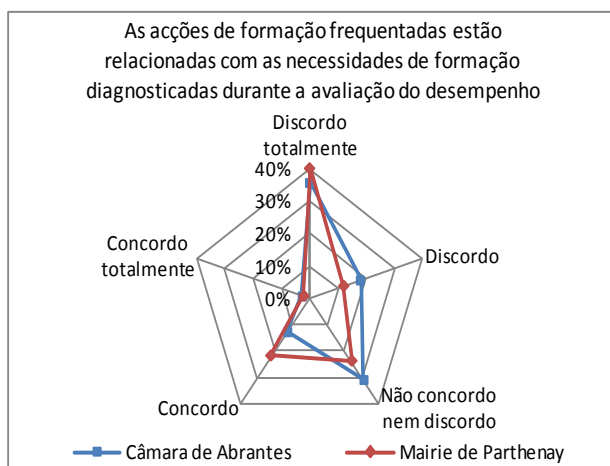 As acções de formação frequentadas estão
relacionadas com as necessidades de formação
diagnosticadas durante a avaliação do desempenho
Discordo
totalmente
40%
30%
20%
10%
0%
Discordo
Não concordo
nem discordo
Concordo
Concordo
totalmente
Câmara de Abrantes
Mairie de Parthenay